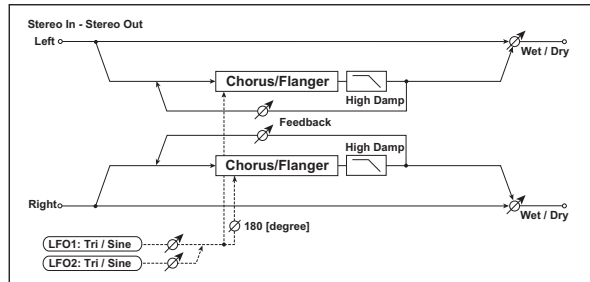 Stereo In - Stereo Out
Left
Wet / Dry
Chorus/Flanger
High Damp
Feedback
High Damp
Chorus/Flanger
Right
Wet / Dry
180 [degree]
LFO1: Tri / Sine
LFO2: Tri / Sine